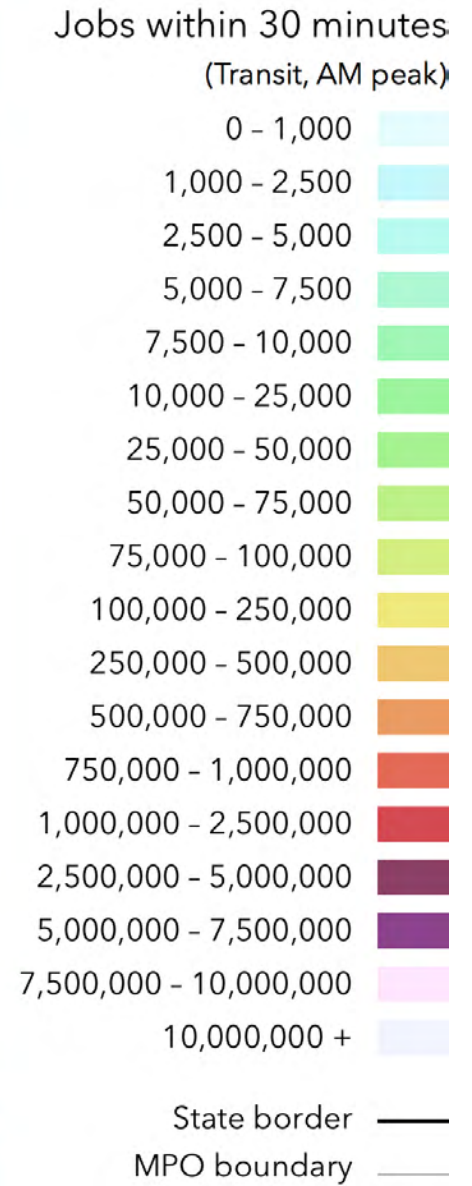 Jobs within 30 minutes
(Transit, AM peak)
0 – 1,000
1,000 – 2,500
2,500 – 5,000
5,000 – 7,500
7,500 – 10,000
10,000 – 25,000
25,000 – 50,000
50,000 – 75,000
75,000 – 100,000
100,000 – 250,000
250,000 – 500,000
500,000 – 750,000
750,000 – 1,000,000
1,000,000 – 2,500,000
2,500,000 – 5,000,000
5,000,000 – 7,500,000
7,500,000 – 10,000,000
10,000,000 +
State border
MPO boundary